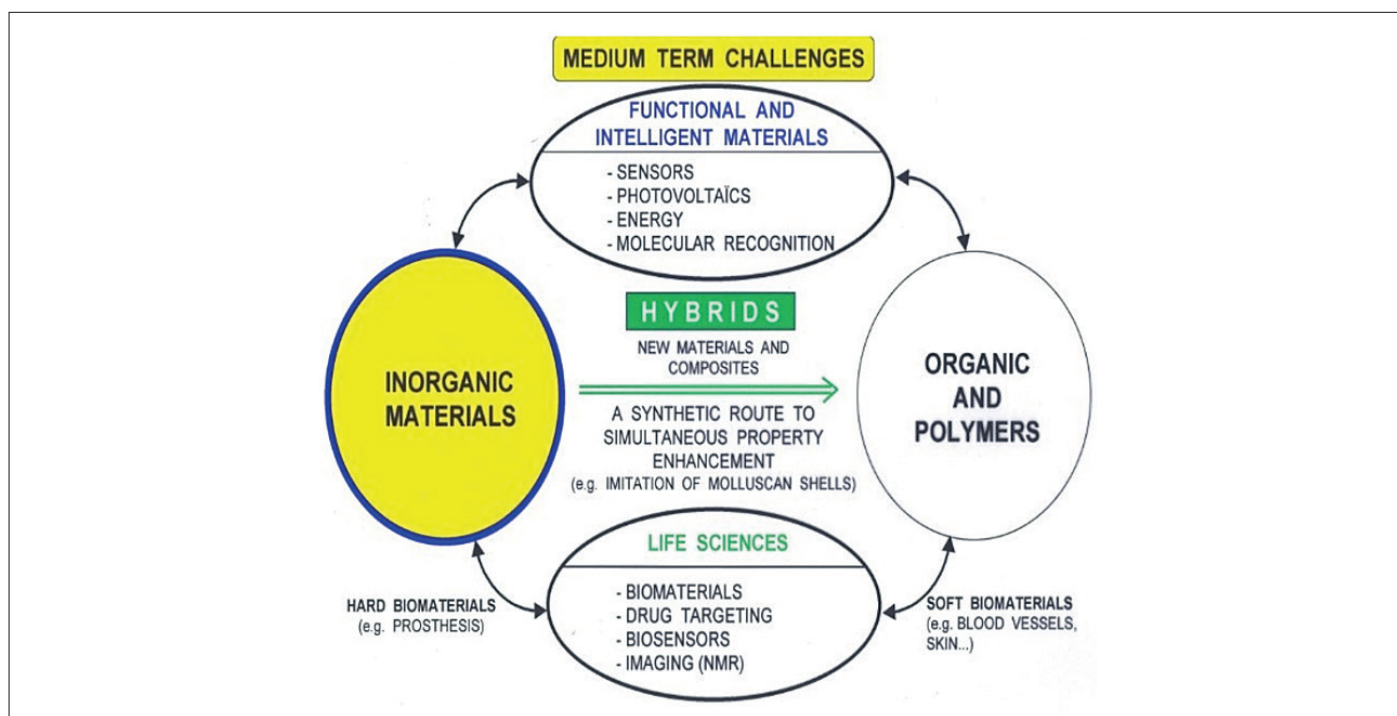 MEDIUM TERM CHALLENGES
FUNCTIONAL AND
INTELLIGENT MATERIALS
- SENSORS
- PHOTOVOLTAÏCS
- ENERGY
- MOLECULAR RECOGNITION
INORGANIC
MATERIALS
HYBRIDS
NEW MATERIALS AND
COMPOSITES
A SYNTHETIC ROUTE TO
SIMULTANEOUS PROPERTY
ENHANCEMENT
(e.g. IMITATION OF MOLLUSCAN SHELLS)
ORGANIC
AND
POLYMERS
LIFE SCIENCES
- BIOMATERIALS
- DRUG TARGETING
- BIOSENSORS
- IMAGING (NMR)
HARD BIOMATERIALS
(e.g. PROSTHESIS)
SOFT BIOMATERIALS
(e.g. BLOOD VESSELS,
SKIN...)